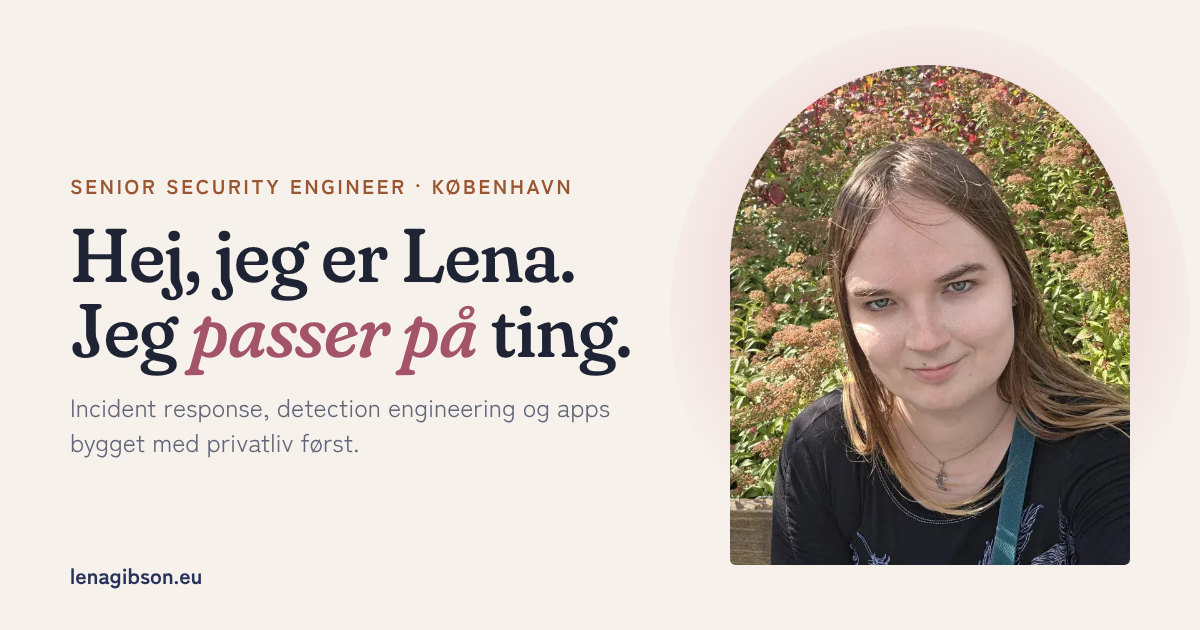 SENIOR SECURITY ENGINEER · KØBENHAVN
Hej, jeg er Lena.
Jeg passer på ting.
Incident response, detection engineering og apps
bygget med privatliv først.
lenagibson.eu